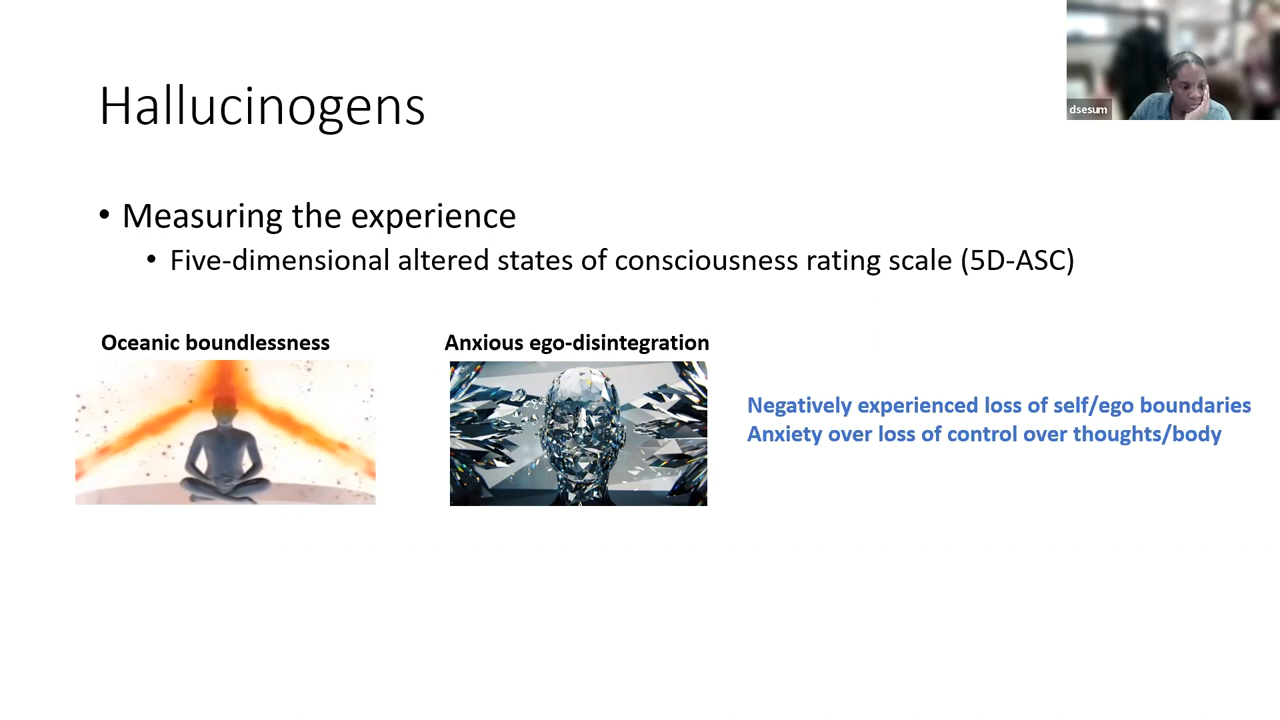 dsesum
Hallucinogens
• Measuring the experience
• Five-dimensional altered states of consciousness rating scale (5D-ASC)
Oceanic boundlessness
Anxious ego-disintegration
Negatively experienced loss of self/ego boundaries
Anxiety over loss of control over thoughts/body